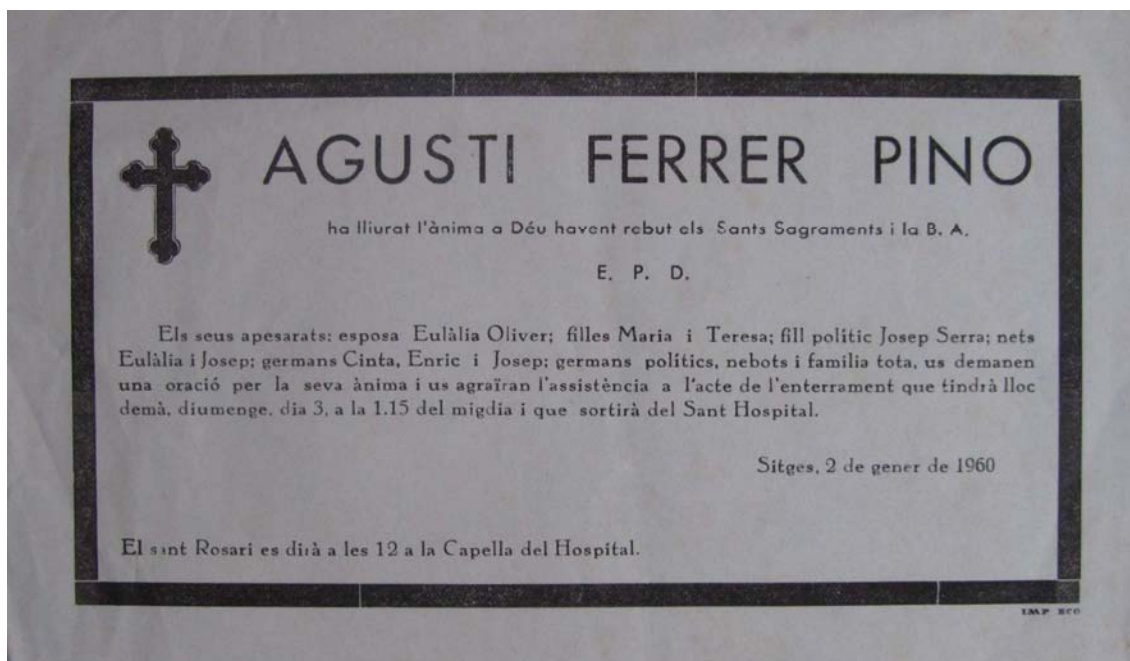 AGUSTI FERRER PINO
ha lliurat l'ànima a Déu havent rebut els Sants Sagraments i la B. A.
E. P. D.
Els seus apesarats: esposa Eulàlia Oliver; filles Maria i Teresa; fill polític Josep Serra; nets
Eulàlia i Josep; germans Cinta, Enric i Josep; germans polítics, nebots i família tota, us demanen
una oració per la seva ànima i us agraïran l'assistència a l'acte de l'enterrament que tindrà lloc
demà, diumenge, dia 3, a la 1.15 del migdia i que sortirà del Sant Hospital.
Sitges, 2 de gener de 1960
El sant Rosari es dirà a les 12 a la Capella del Hospital.
IMP ECO